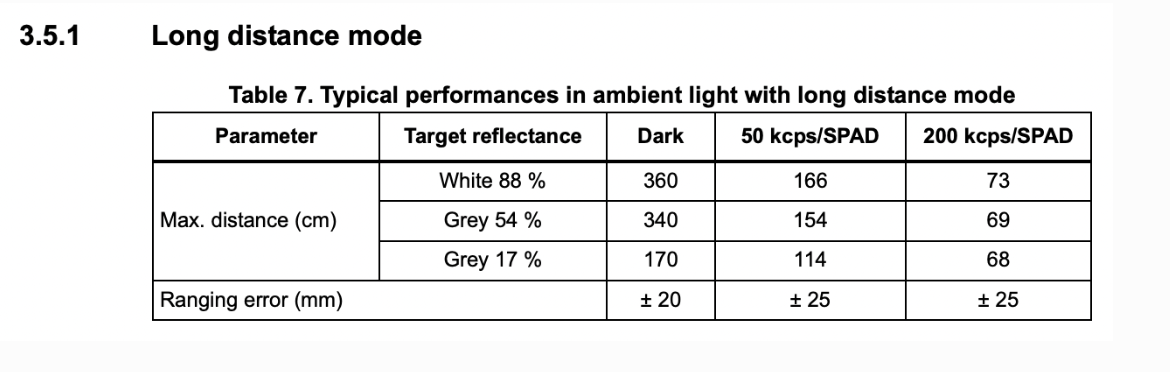 3.5.1 Long distance mode
Table 7. Typical performances in ambient light with long distance mode
Parameter Target reflectance Dark 50 kcps/SPAD 200 kcps/SPAD
White 88 % 360 166 73
Max. distance (cm) Grey 54 % 340 154 69
Grey 17 % 170 114 68
Ranging error (mm) ± 20 ± 25 ± 25